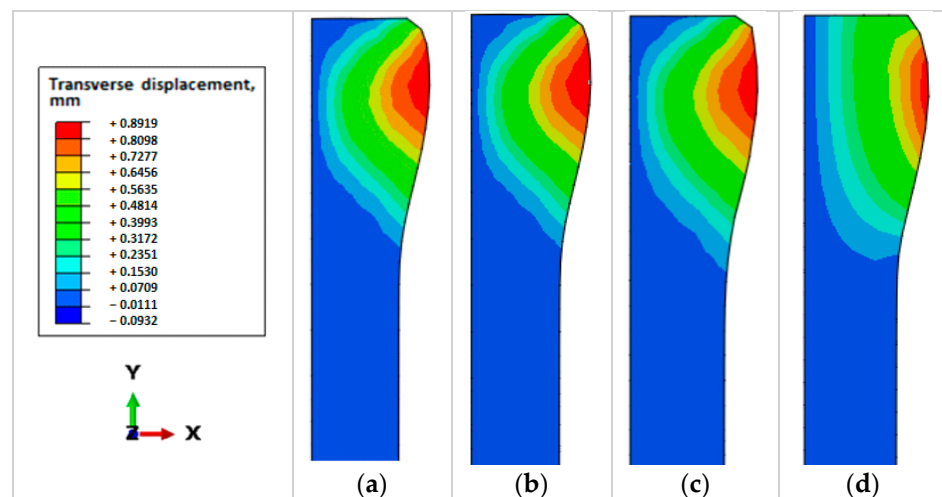 Transverse displacement,
mm
+ 0.8919
+ 0.8098
+ 0.7277
+ 0.6456
+ 0.5635
+ 0.4814
+ 0.3993
+ 0.3172
+ 0.2351
+ 0.1530
+ 0.0709
− 0.0111
− 0.0932
Y
Z X
(a) (b) (c) (d)